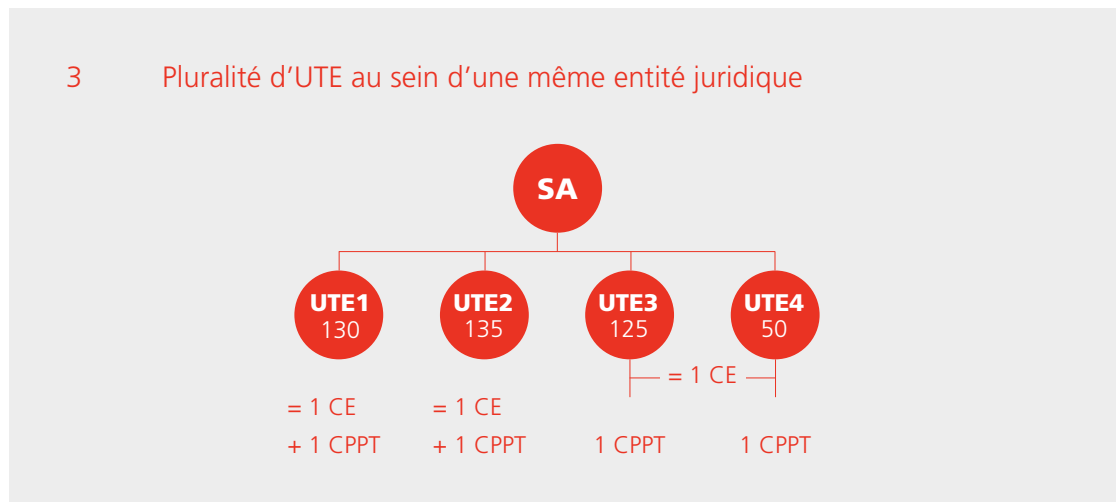 3 Pluralité d'UTE au sein d'une même entité juridique
SA
UTE1
130
UTE2
135
UTE3
125
UTE4
50
= 1 CE
= 1 CE
= 1 CE
+ 1 CPPT
+ 1 CPPT
1 CPPT
1 CPPT